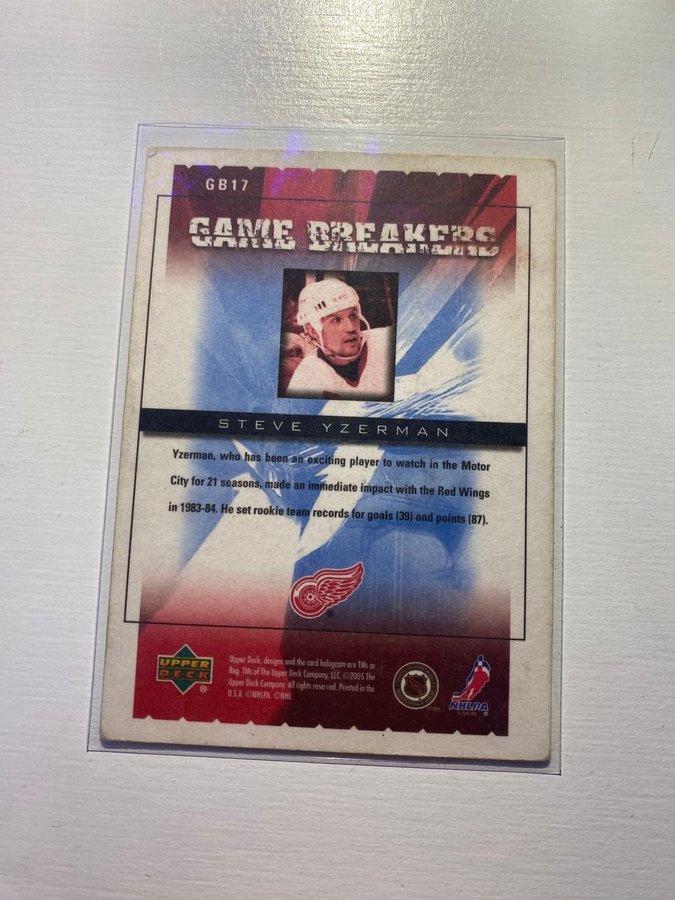 GB17
GAME BREAKERS
STEVE YZERMAN
Yzerman, who has been an exciting player to watch in the Motor
City for 21 seasons, made an immediate impact with the Red Wings
in 1983-84. He set rookie team records for goals (39) and points (87).
UPPER
DECK
®
Upper Deck, designs and the card hologram are TMs or
Reg. TMs of The Upper Deck Company, LLC. ©2005 The
Upper Deck Company. All rights reserved. Printed in the
U.S.A. ©NHLPA. ©NHL
NHLPA